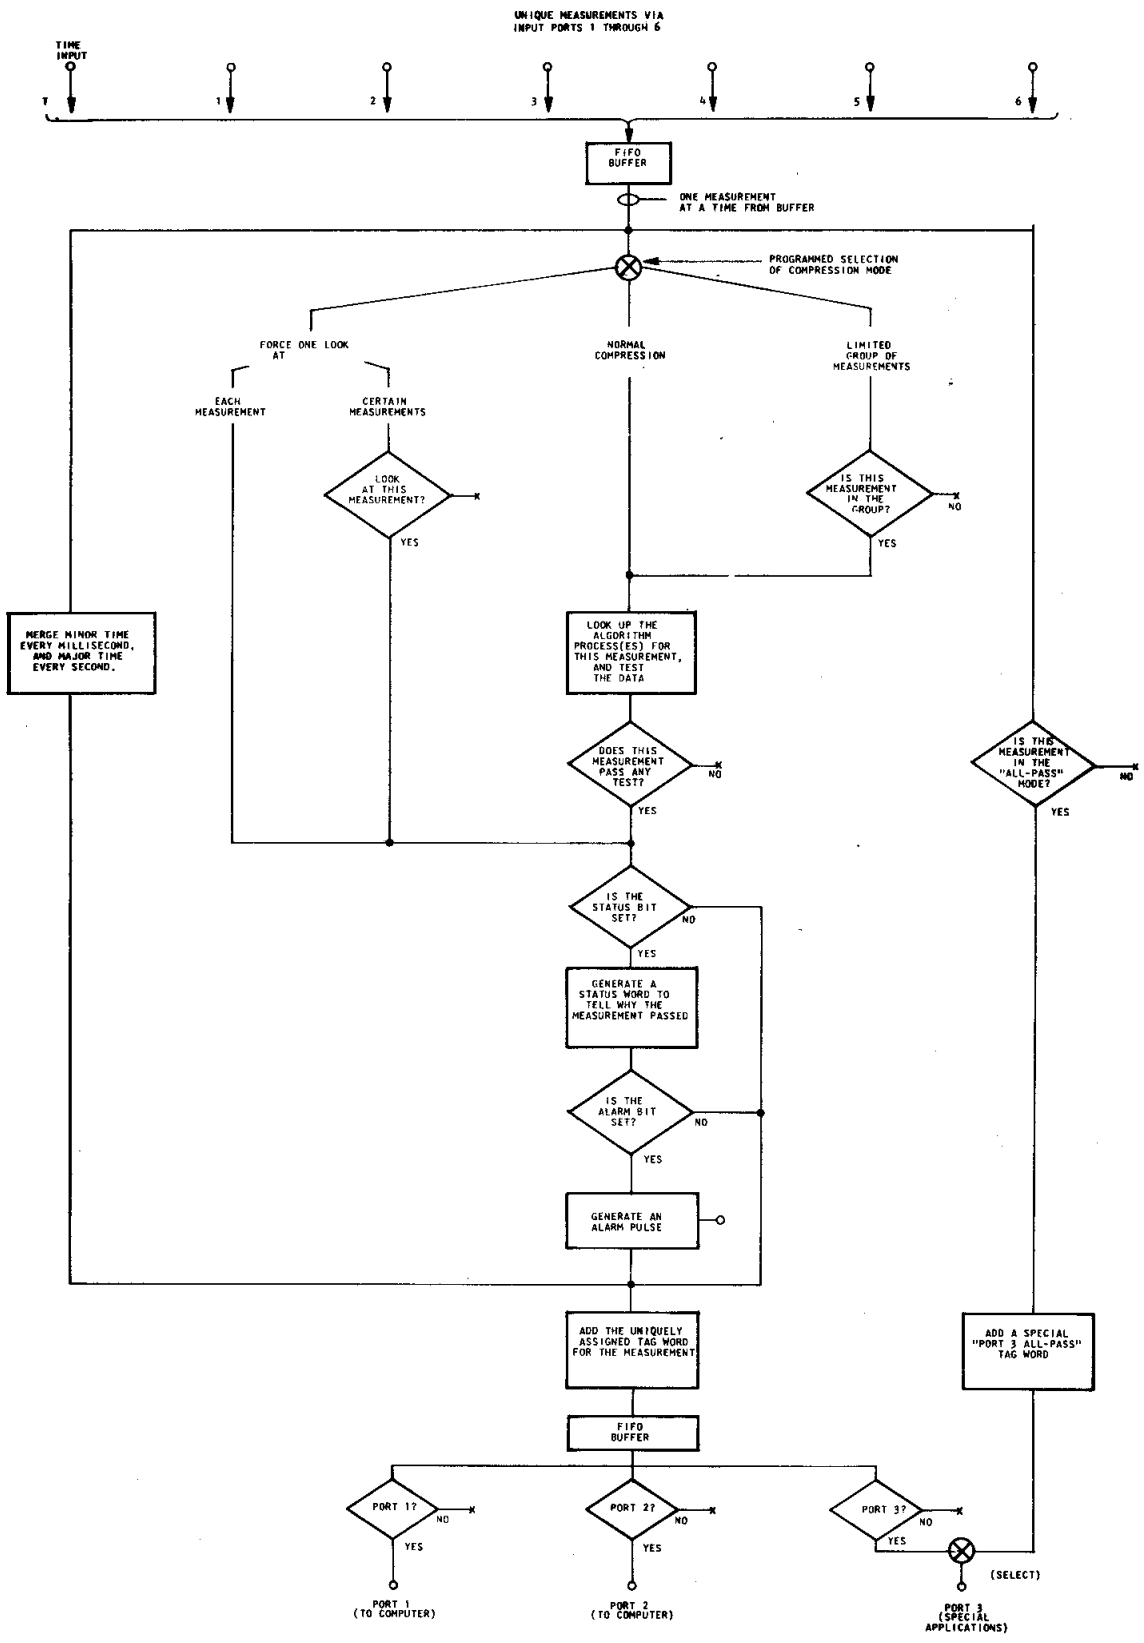 UNIQUE MEASUREMENTS VIA
INPUT PORTS 1 THROUGH 6
TIME
INPUT
T
1
2
3
4
5
6
FIFO
BUFFER
ONE MEASUREMENT
AT A TIME FROM BUFFER
PROGRAMMED SELECTION
OF COMPRESSION MODE
FORCE ONE LOOK
AT
NORMAL
COMPRESSION
LIMITED
GROUP OF
MEASUREMENTS
EACH
MEASUREMENT
CERTAIN
MEASUREMENTS
LOOK
AT THIS
MEASUREMENT?
YES
IS THIS
MEASUREMENT
IN THE
GROUP?
NO
YES
MERGE MINOR TIME
EVERY MILLISECOND,
AND MAJOR TIME
EVERY SECOND.
LOOK UP THE
ALGORITHM
PROCESS(ES) FOR
THIS MEASUREMENT,
AND TEST
THE DATA
DOES THIS
MEASUREMENT
PASS ANY
TEST?
NO
YES
IS THIS
MEASUREMENT
IN THE
"ALL-PASS"
MODE?
NO
YES
IS THE
STATUS BIT
SET?
NO
YES
GENERATE A
STATUS WORD TO
TELL WHY THE
MEASUREMENT PASSED
IS THE
ALARM BIT
SET?
NO
YES
GENERATE AN
ALARM PULSE
ADD THE UNIQUELY
ASSIGNED TAG WORD
FOR THE MEASUREMENT
ADD A SPECIAL
"PORT 3 ALL-PASS"
TAG WORD
FIFO
BUFFER
PORT 1?
NO
YES
PORT 2?
NO
YES
PORT 3?
NO
YES
(SELECT)
PORT 1
(TO COMPUTER)
PORT 2
(TO COMPUTER)
PORT 3
(SPECIAL
APPLICATIONS)